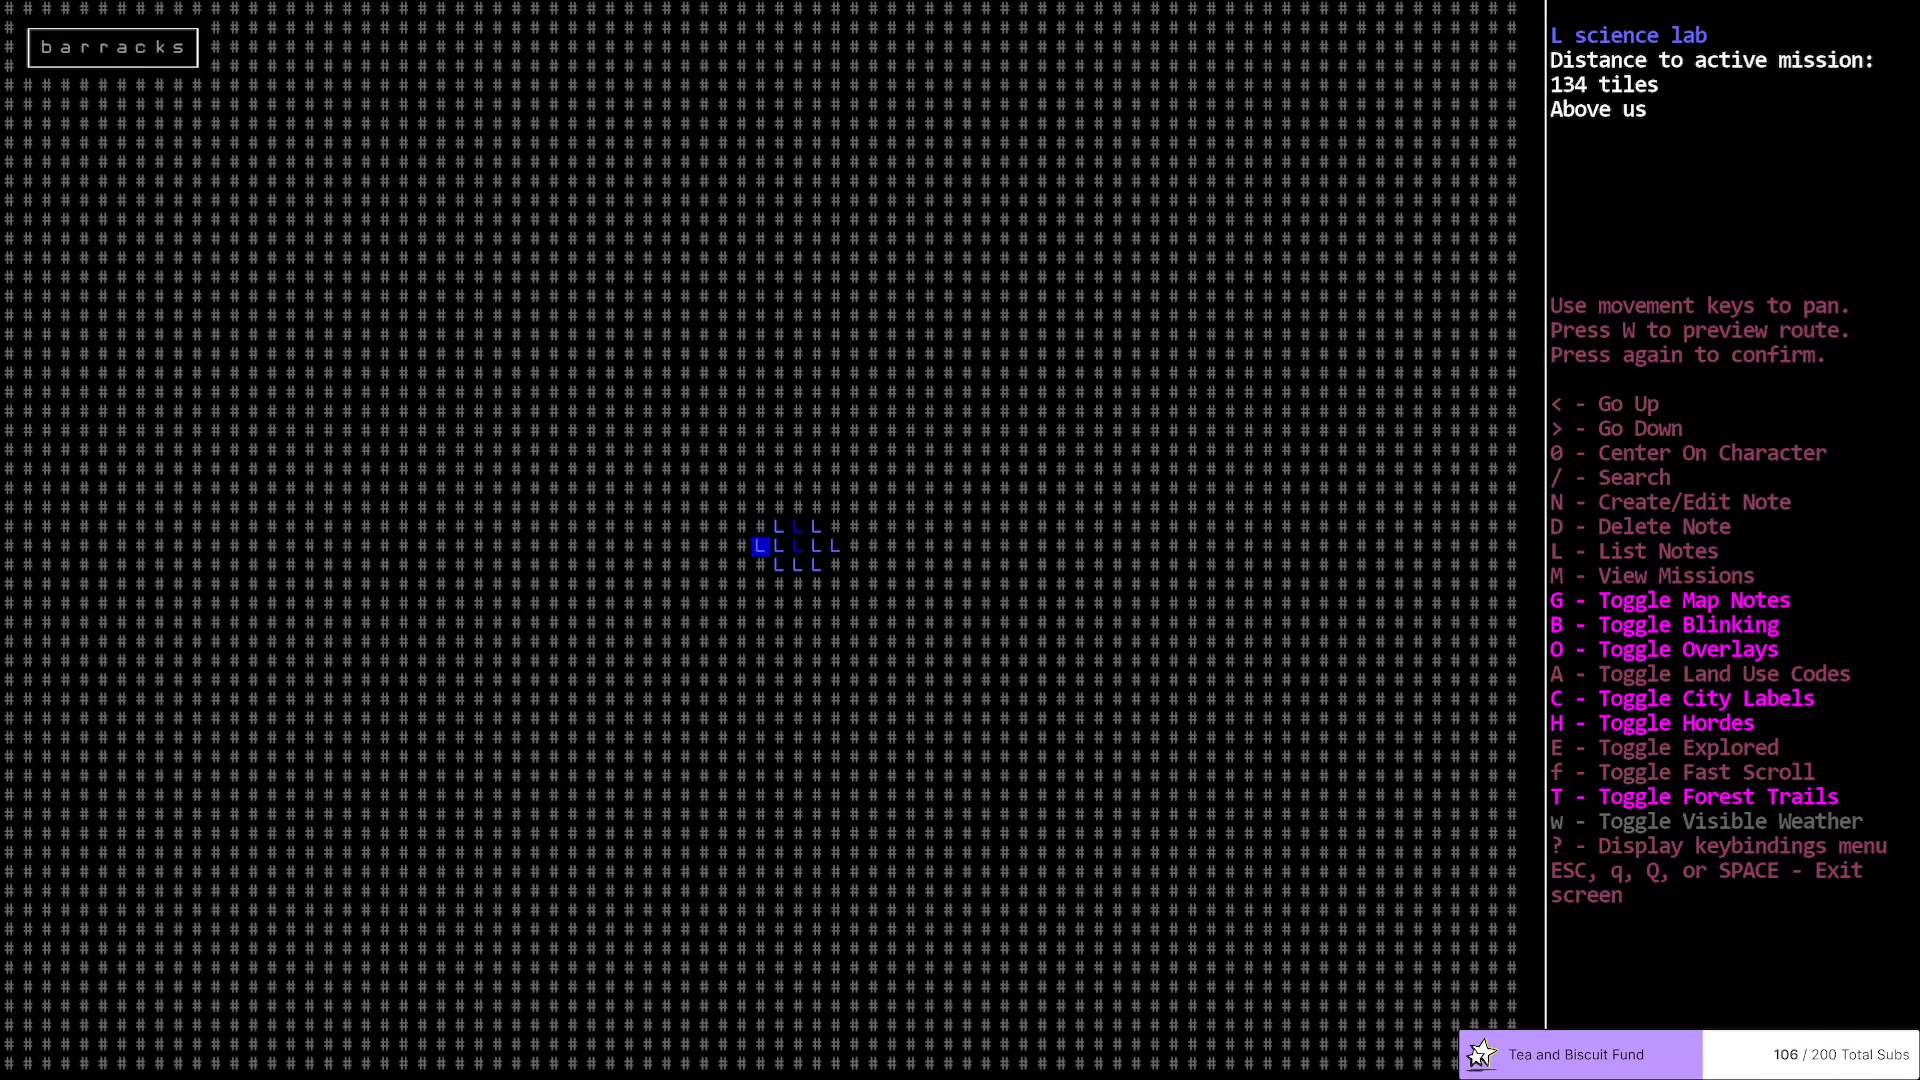 barracks
L L L
L L L L L
L L L
L science lab
Distance to active mission:
134 tiles
Above us
Use movement keys to pan.
Press W to preview route.
Press again to confirm.
< - Go Up
> - Go Down
0 - Center On Character
/ - Search
N - Create/Edit Note
D - Delete Note
L - List Notes
M - View Missions
G - Toggle Map Notes
B - Toggle Blinking
O - Toggle Overlays
A - Toggle Land Use Codes
C - Toggle City Labels
H - Toggle Hordes
E - Toggle Explored
f - Toggle Fast Scroll
T - Toggle Forest Trails
w - Toggle Visible Weather
? - Display keybindings menu
ESC, q, Q, or SPACE - Exit
screen
Tea and Biscuit Fund
106 / 200 Total Subs